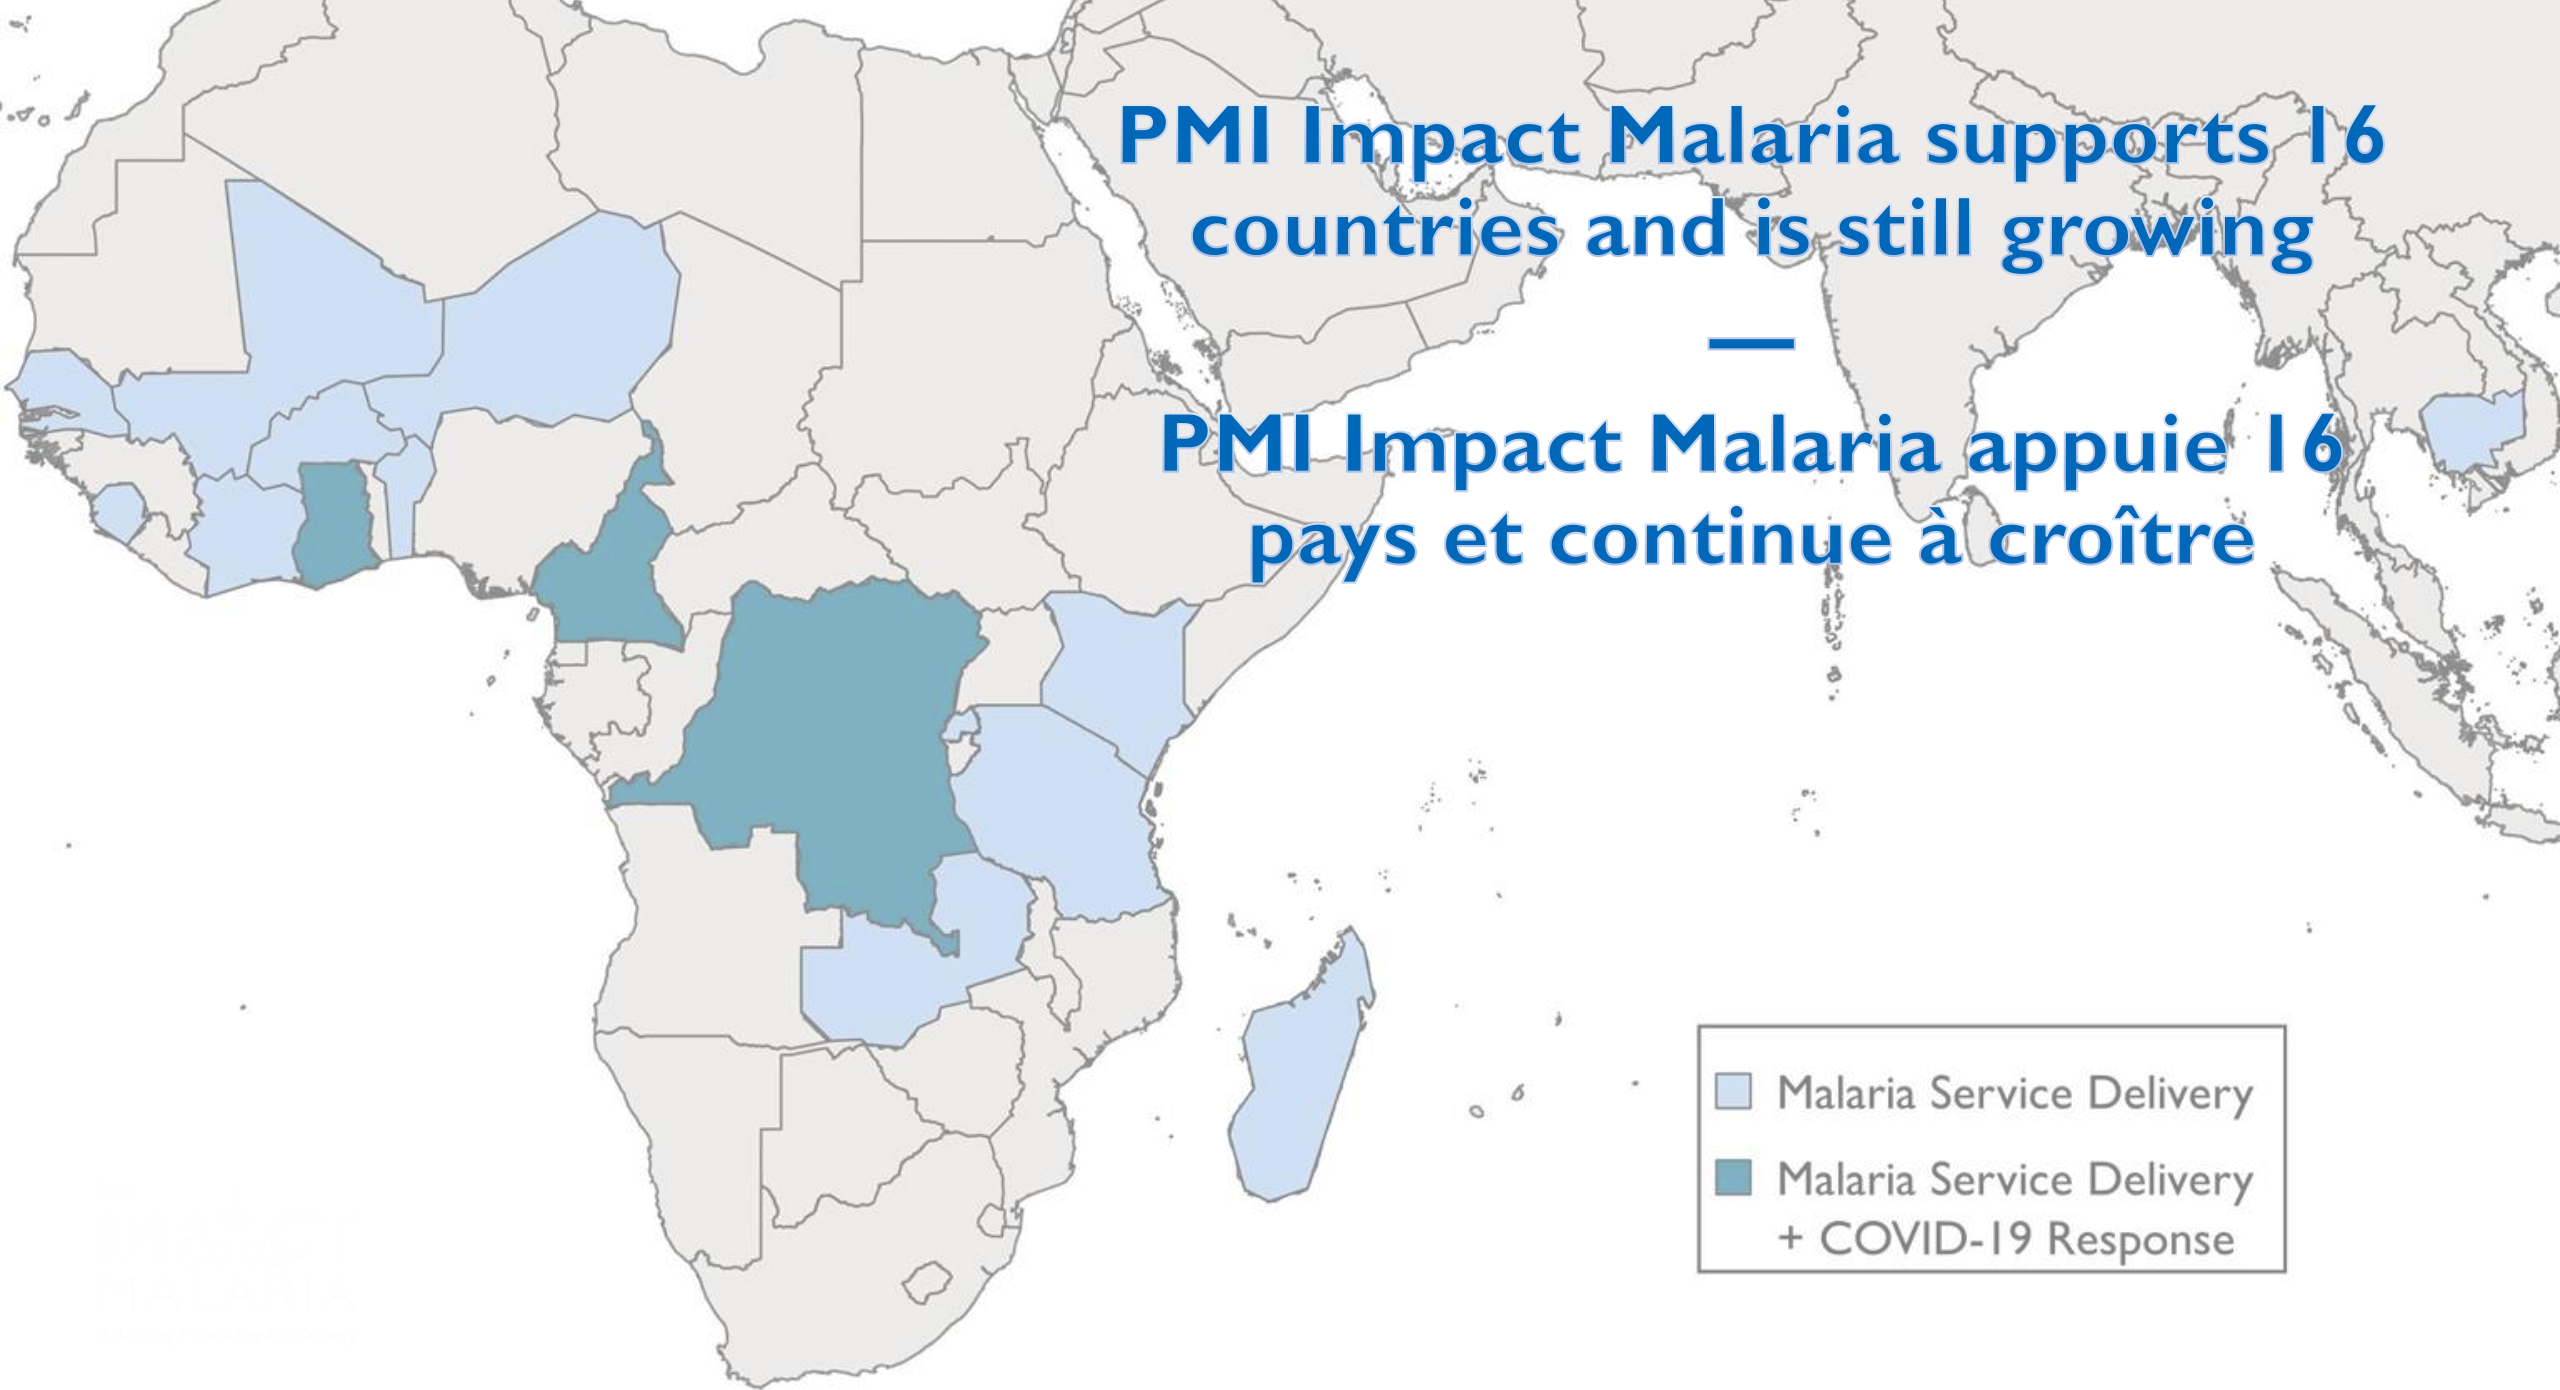 PMI Impact Malaria supports 16
countries and is still growing
—
PMI Impact Malaria appuie 16
pays et continue à croître
Malaria Service Delivery
Malaria Service Delivery
+ COVID-19 Response